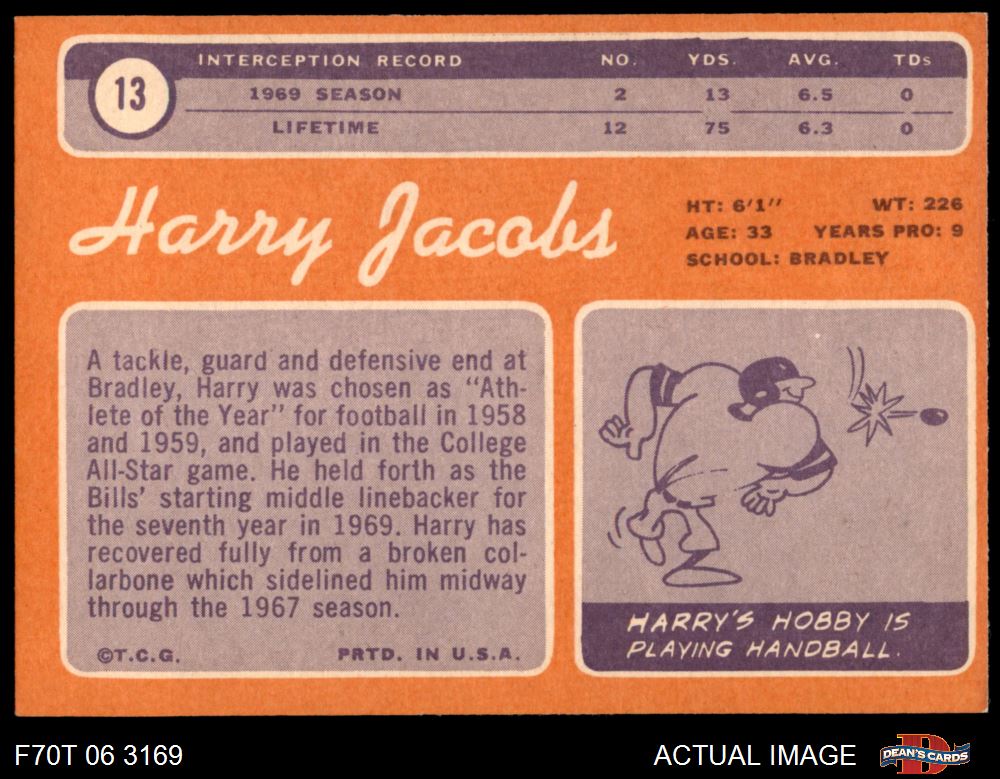 13
INTERCEPTION RECORD NO. YDS. AVG. TDs
1969 SEASON 2 13 6.5 0
LIFETIME 12 75 6.3 0
Harry Jacobs
HT: 6'1'' WT: 226
AGE: 33 YEARS PRO: 9
SCHOOL: BRADLEY
A tackle, guard and defensive end at
Bradley, Harry was chosen as "Ath-
lete of the Year" for football in 1958
and 1959, and played in the College
All-Star game. He held forth as the
Bills' starting middle linebacker for
the seventh year in 1969. Harry has
recovered fully from a broken col-
larbone which sidelined him midway
through the 1967 season.
©T.C.G. PRTD. IN U.S.A.
HARRY'S HOBBY IS
PLAYING HANDBALL.
F70T 06 3169 ACTUAL IMAGE DEAN'S CARDS